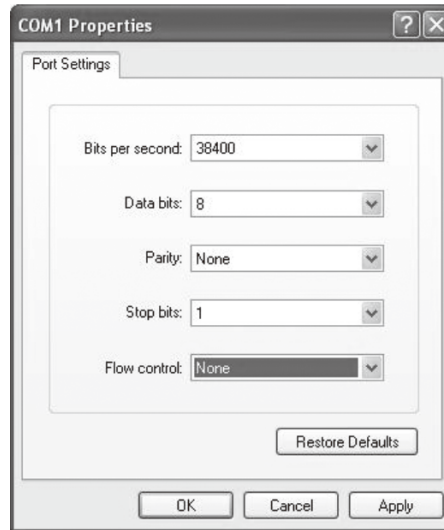 COM1 Properties
Port Settings
Bits per second: 38400
Data bits: 8
Parity: None
Stop bits: 1
Flow control: None
Restore Defaults
OK Cancel Apply